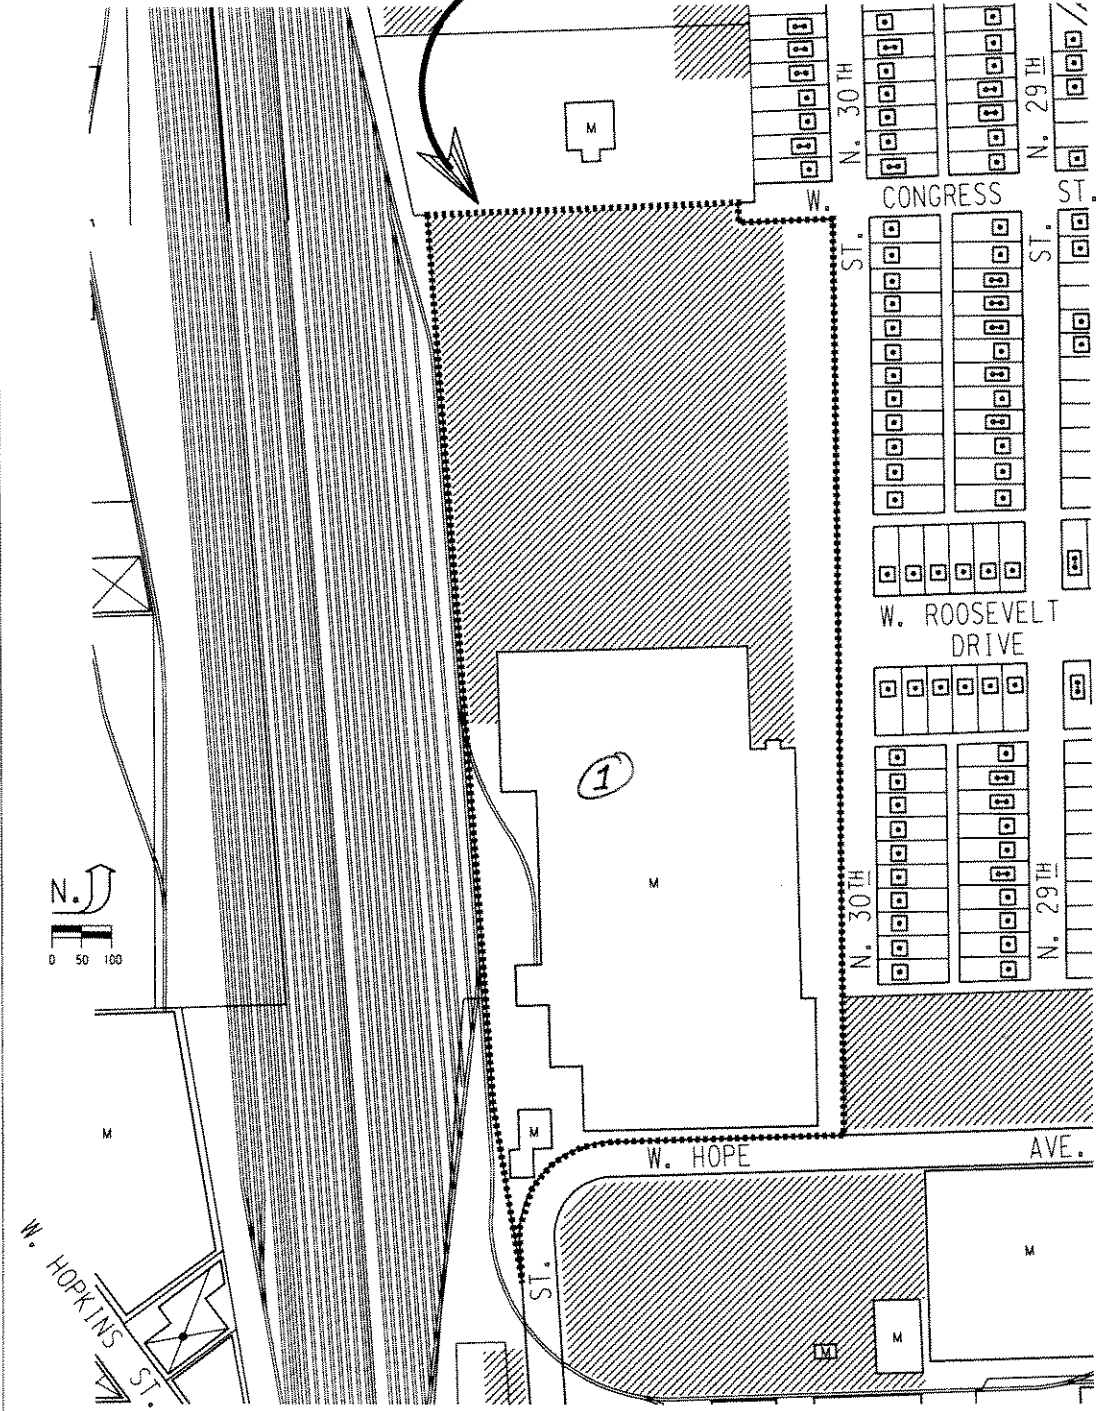 M
N. 30TH
N. 29TH
W. CONGRESS ST.
ST.
ST.
W. ROOSEVELT
DRIVE
1
M
N. 30TH
N. 29TH
N.
0 50 100
M
M
W. HOPE AVE.
W. HOPKINS ST.
ST.
M
M
M